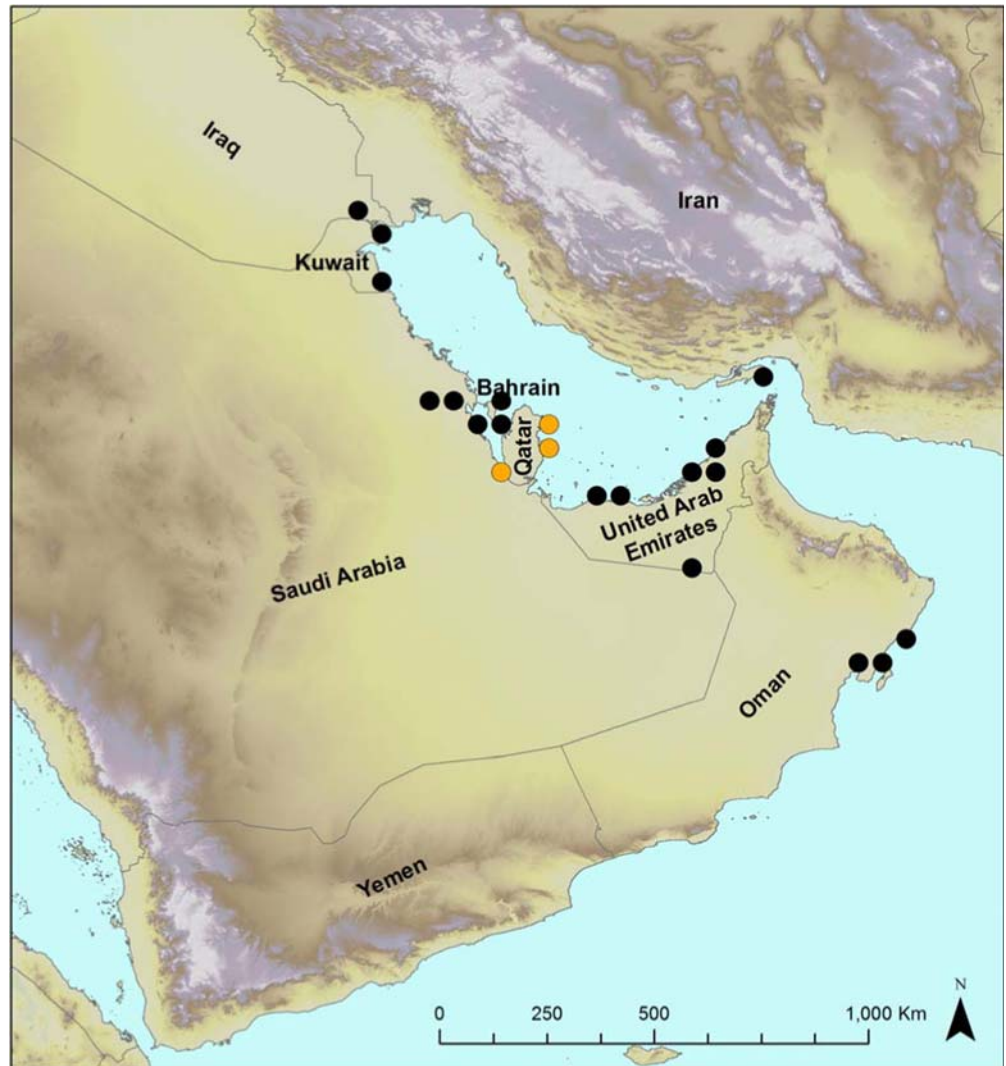 Iraq
Iran
Kuwait
Bahrain
Qatar
United Arab
Emirates
Saudi Arabia
Oman
Yemen
N
0 250 500 1,000 Km